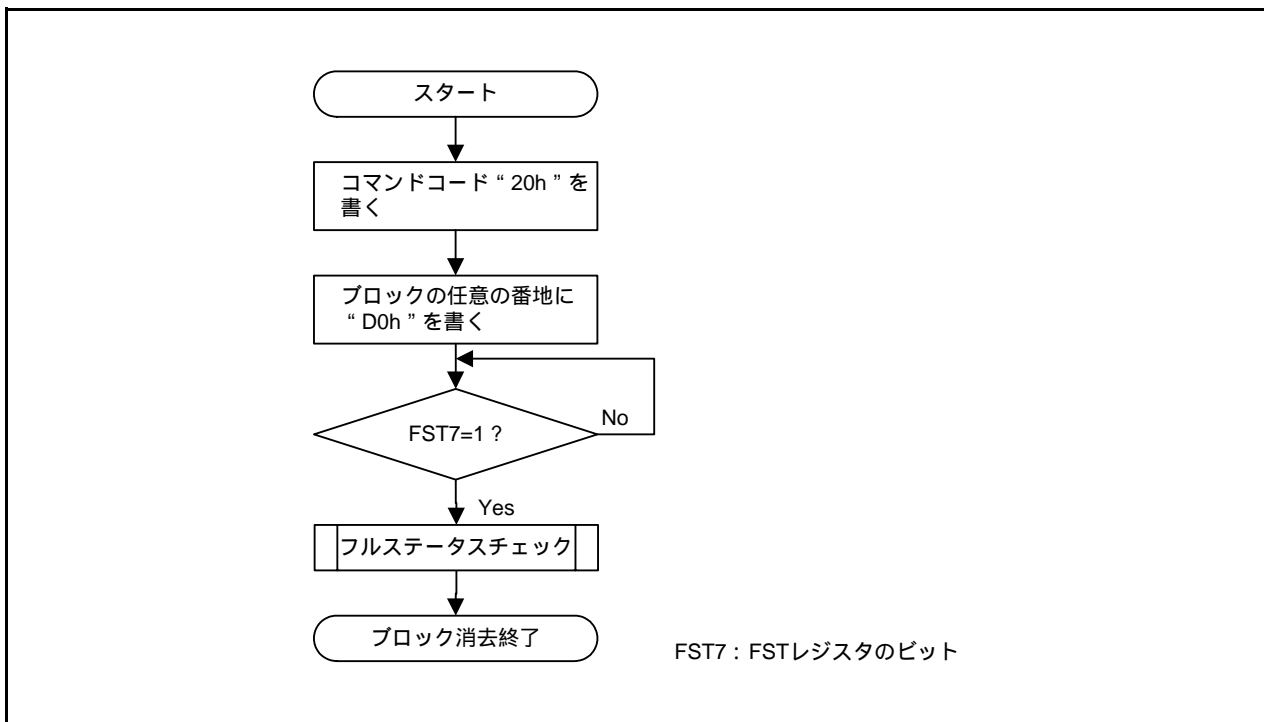 スタート
コマンドコード“20h”を
書く
ブロックの任意の番地に
“D0h”を書く
FST7=1 ?
No
Yes
フルステータスチェック
ブロック消去終了
FST7 : FSTレジスタのビット